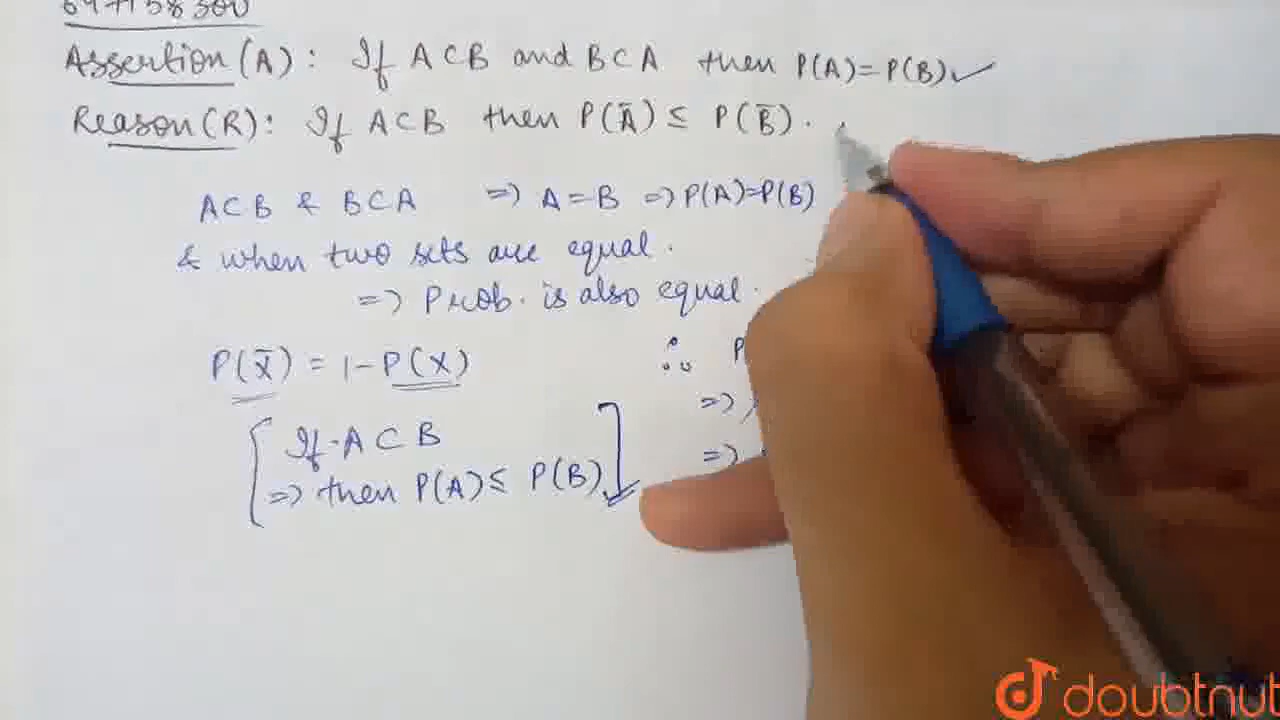 Assertion (A) : If A ⊂ B and B ⊂ A then P(A) = P(B) ✓
Reason (R) : If A ⊂ B then P(Ā) ≤ P(B̄).
A ⊂ B & B ⊂ A => A = B => P(A) = P(B)
& when two sets are equal.
=> Prob. is also equal.
P(X̄) = 1 - P(X)
∴ P
=>
=>
[ If A ⊂ B
=> then P(A) ≤ P(B) ]
doubtnut